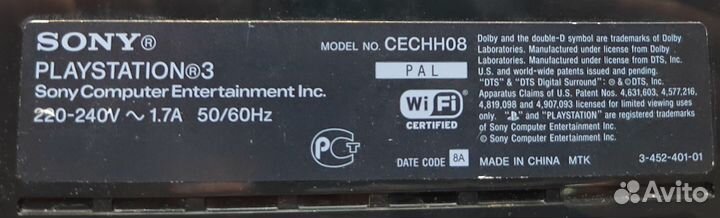 SONY®
MODEL NO. CECHH08
PLAYSTATION®3
PAL
Sony Computer Entertainment Inc.
220-240V ~ 1.7A 50/60Hz
Wi Fi
CERTIFIED
PCT
DATE CODE 8A
MADE IN CHINA MTK
3-452-401-01
Dolby and the double-D symbol are trademarks of Dolby
Laboratories. Manufactured under license from Dolby
Laboratories. Manufactured under license from DTS, Inc.
U.S. and world-wide patents issued and pending.
"DTS" & "DTS Digital Surround": ® & ©DTS, Inc.
Apparatus Claims of U.S. Patent Nos. 4,631,603, 4,577,216,
4,819,098 and 4,907,093 licensed for limited viewing uses
only. " " and "PLAYSTATION" are registered trademarks
of Sony Computer Entertainment Inc.
© Sony Computer Entertainment Inc.
Avito